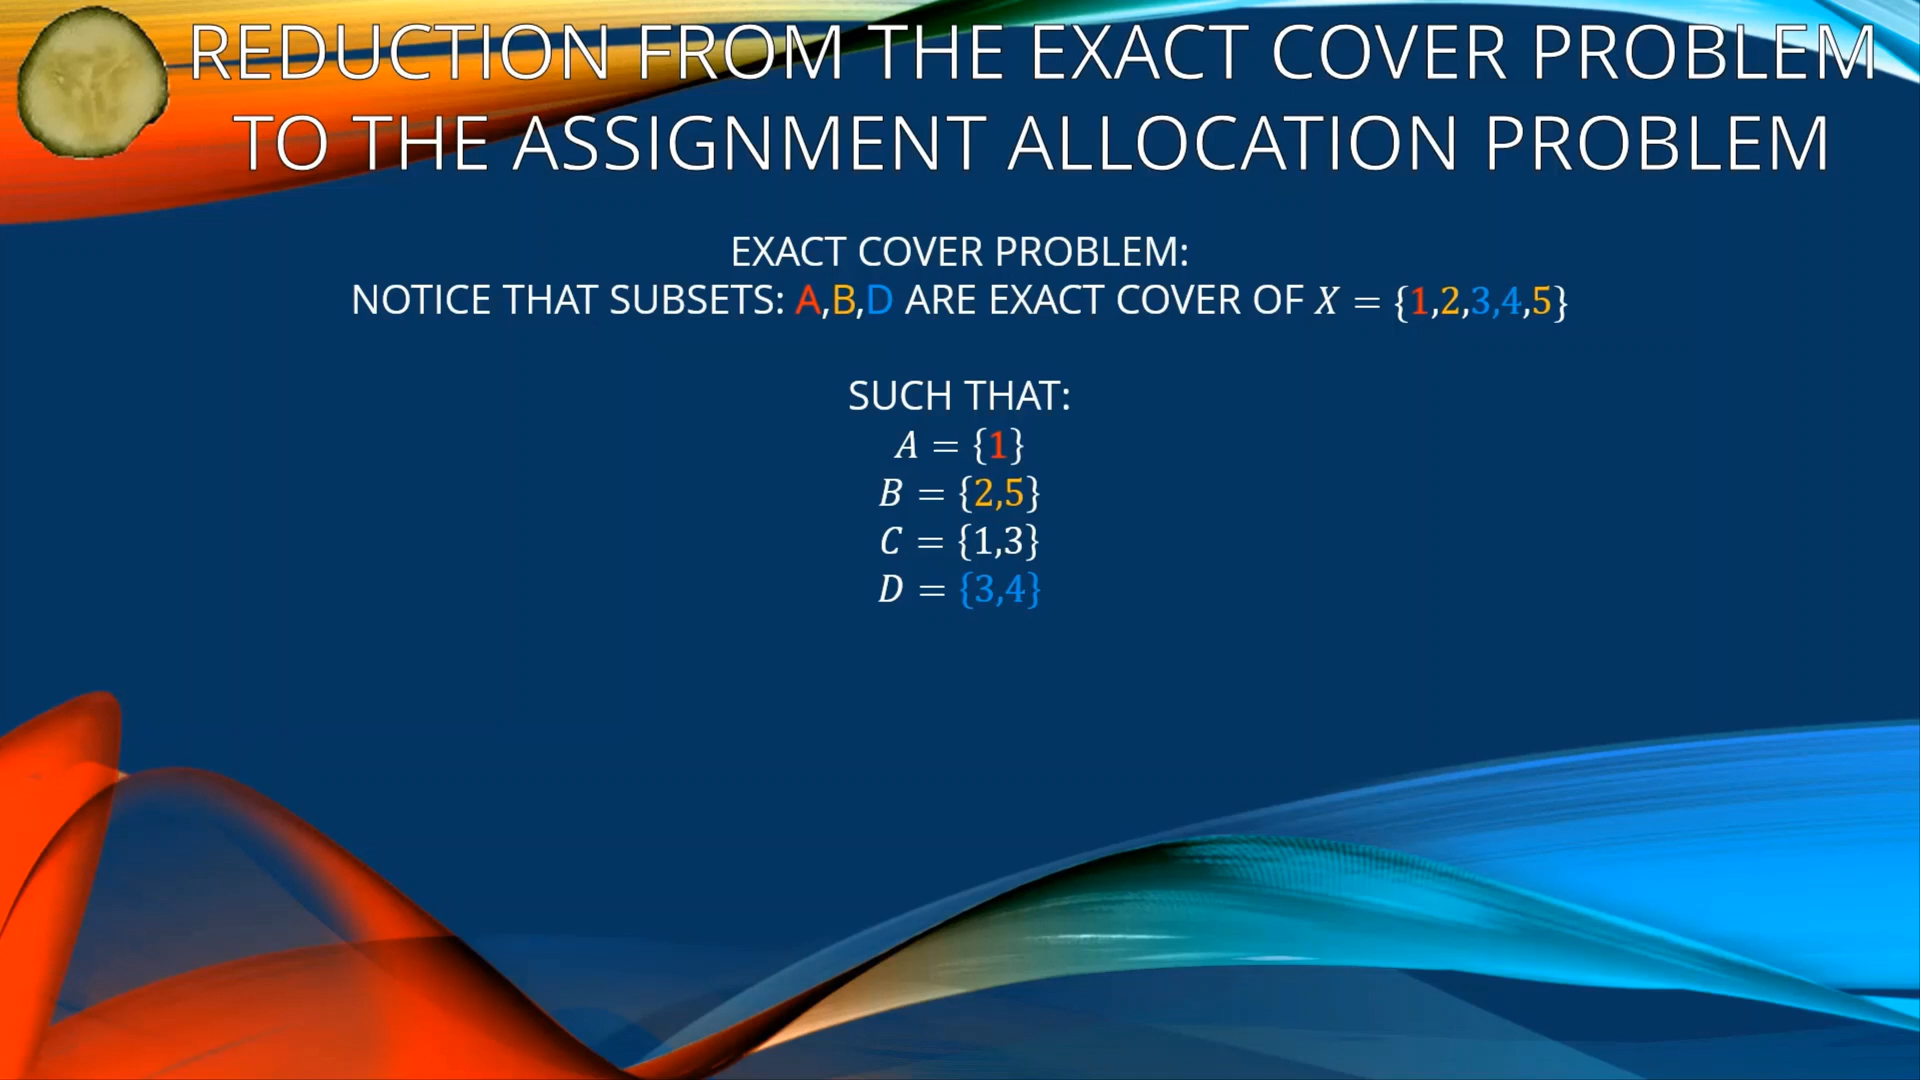 REDUCTION FROM THE EXACT COVER PROBLEM
TO THE ASSIGNMENT ALLOCATION PROBLEM
EXACT COVER PROBLEM:
NOTICE THAT SUBSETS: A,B,D ARE EXACT COVER OF X = {1,2,3,4,5}
SUCH THAT:
A = {1}
B = {2,5}
C = {1,3}
D = {3,4}